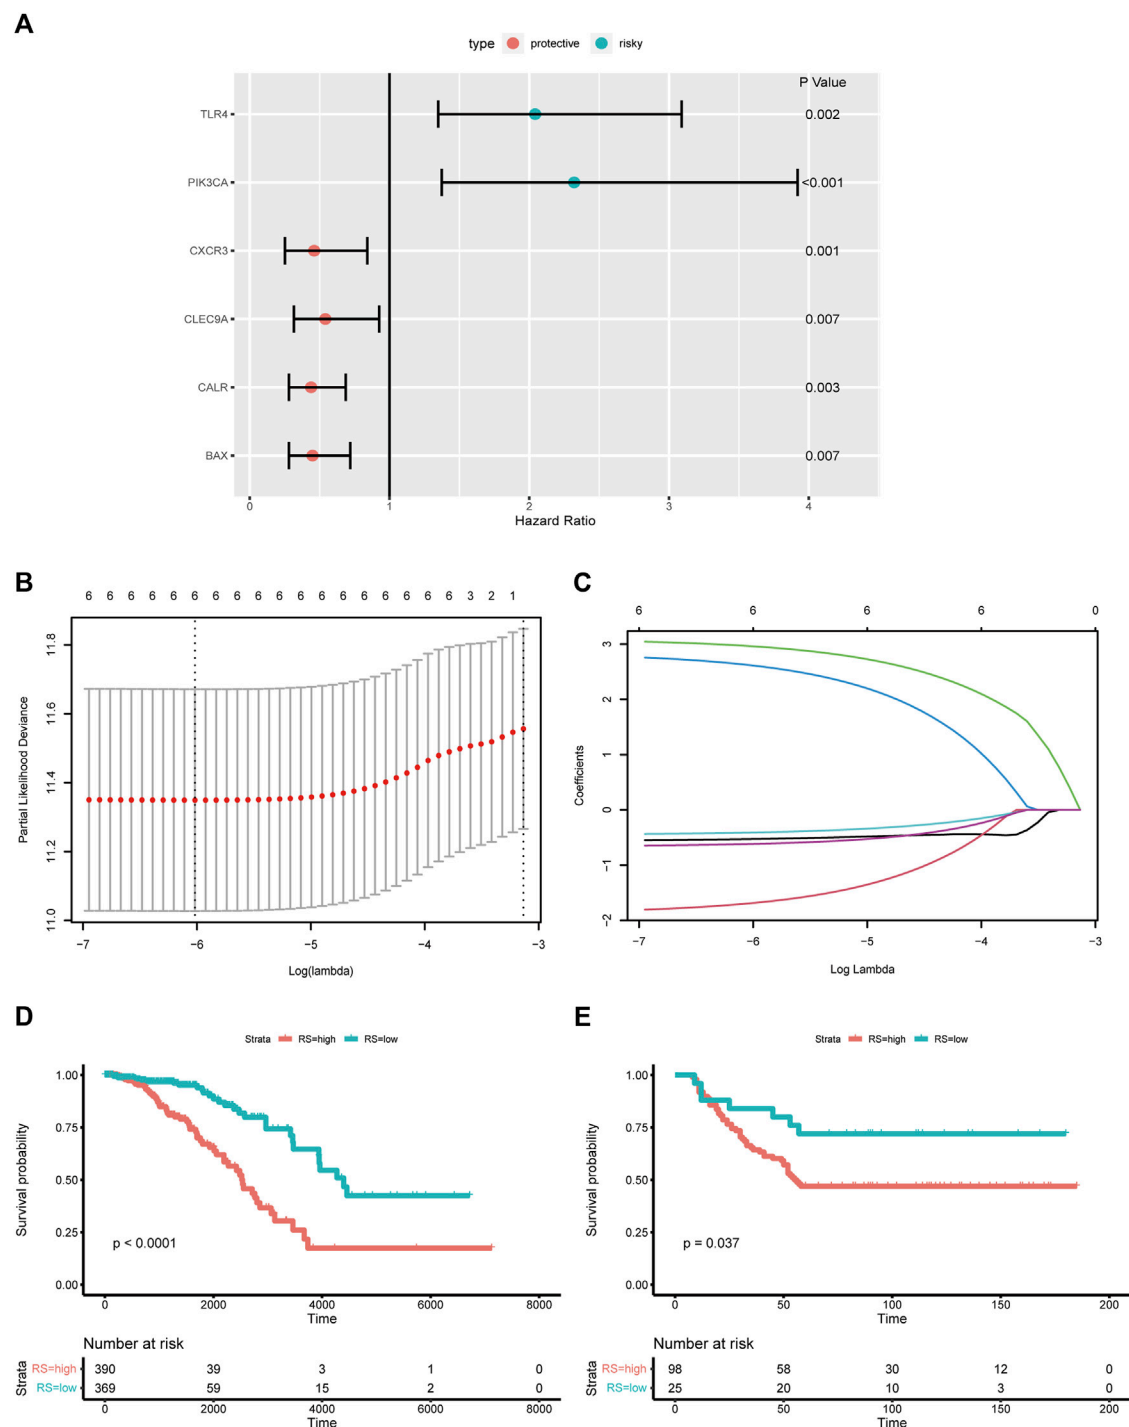 A
type protective risky
P Value
TLR4 0.002
PIK3CA <0.001
CXCR3 0.001
CLEC9A 0.007
CALR 0.003
BAX 0.007
0 1 2 3 4
Hazard Ratio
B
6 6 6 6 6 6 6 6 6 6 6 6 6 6 6 6 6 6 3 2 1
Partial Likelihood Deviance
11.8
11.6
11.4
11.2
11.0
−7 −6 −5 −4 −3
Log(lambda)
C
6 6 6 6 0
Coefficients
3
2
1
0
−1
−2
−7 −6 −5 −4 −3
Log Lambda
D
Strata RS=high RS=low
Survival probability
1.00
0.75
0.50
0.25
0.00
p < 0.0001
0 2000 4000 6000 8000
Time
Number at risk
Strata
RS=high 390 39 3 1 0
RS=low 369 59 15 2 0
0 2000 4000 6000 8000
Time
E
Strata RS=high RS=low
Survival probability
1.00
0.75
0.50
0.25
0.00
p = 0.037
0 50 100 150 200
Time
Number at risk
Strata
RS=high 98 58 30 12 0
RS=low 25 20 10 3 0
0 50 100 150 200
Time